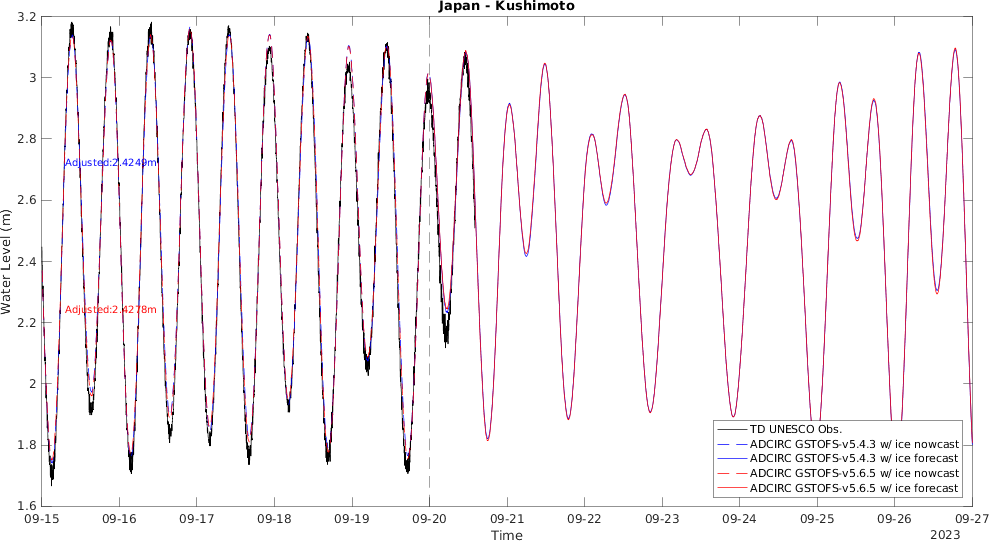 Japan - Kushimoto
3.2
3
2.8
2.6
2.4
2.2
2
1.8
1.6
Water Level (m)
Adjusted:2.4249m
Adjusted:2.4278m
TD UNESCO Obs.
ADCIRC GSTOFS-v5.4.3 w/ ice nowcast
ADCIRC GSTOFS-v5.4.3 w/ ice forecast
ADCIRC GSTOFS-v5.6.5 w/ ice nowcast
ADCIRC GSTOFS-v5.6.5 w/ ice forecast
09-15 09-16 09-17 09-18 09-19 09-20 09-21 09-22 09-23 09-24 09-25 09-26 09-27
Time
2023